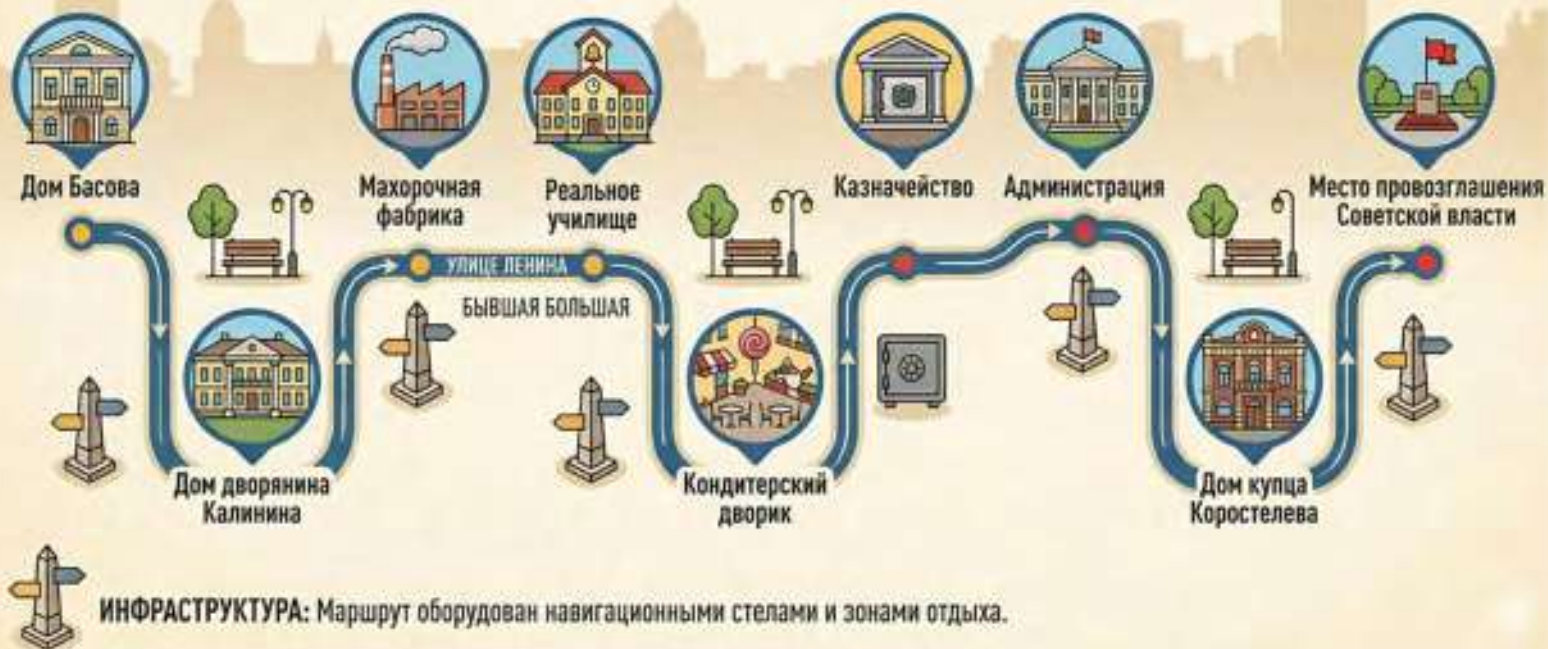 Дом Басова
Махорочная
фабрика
Реальное
училище
Казначейство
Администрация
Место провозглашения
Советской власти
УЛИЦЕ ЛЕНИНА
БЫВШАЯ БОЛЬШАЯ
Дом дворянина
Калинина
Кондитерский
дворик
Дом купца
Коростелева
ИНФРАСТРУКТУРА: Маршрут оборудован навигационными стелами и зонами отдыха.